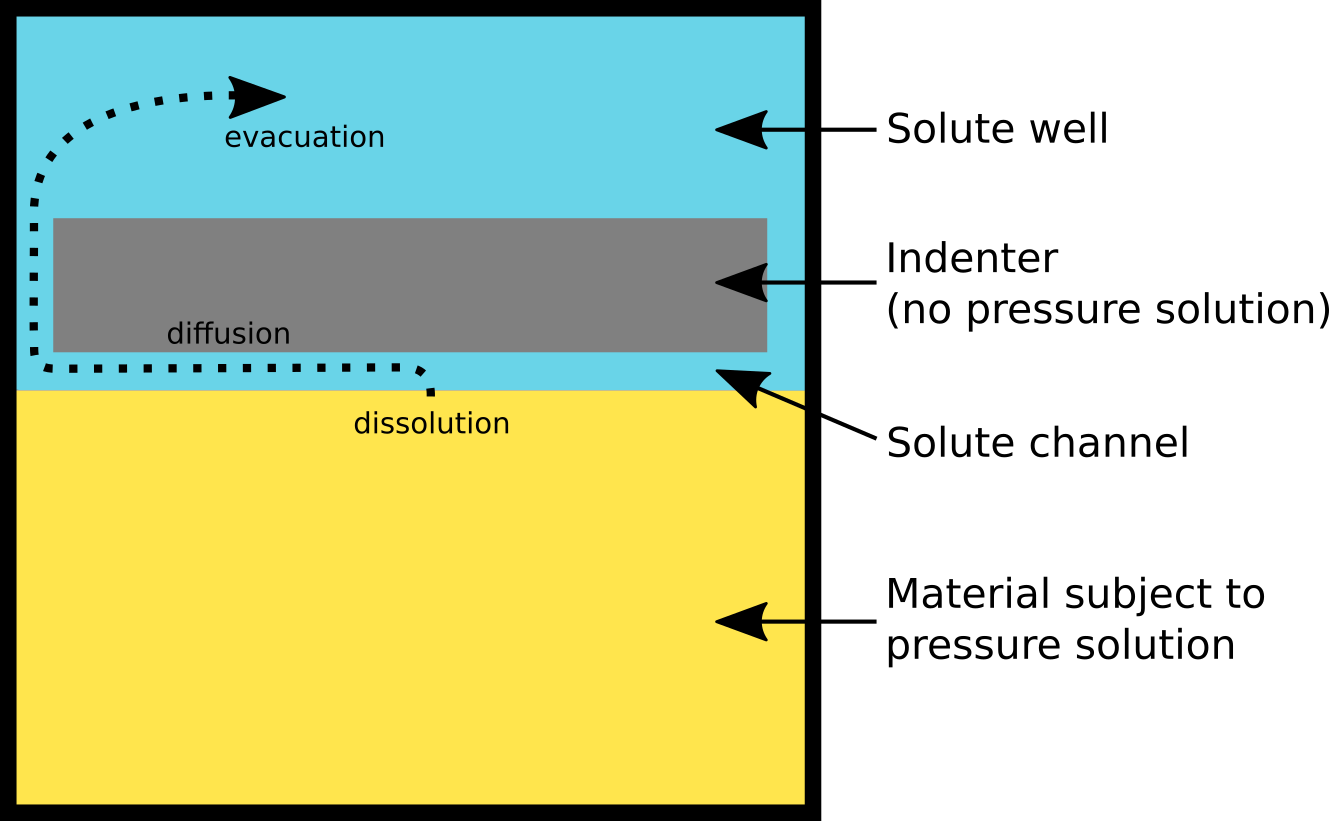 evacuation
diffusion
dissolution
Solute well
Indenter
(no pressure solution)
Solute channel
Material subject to
pressure solution